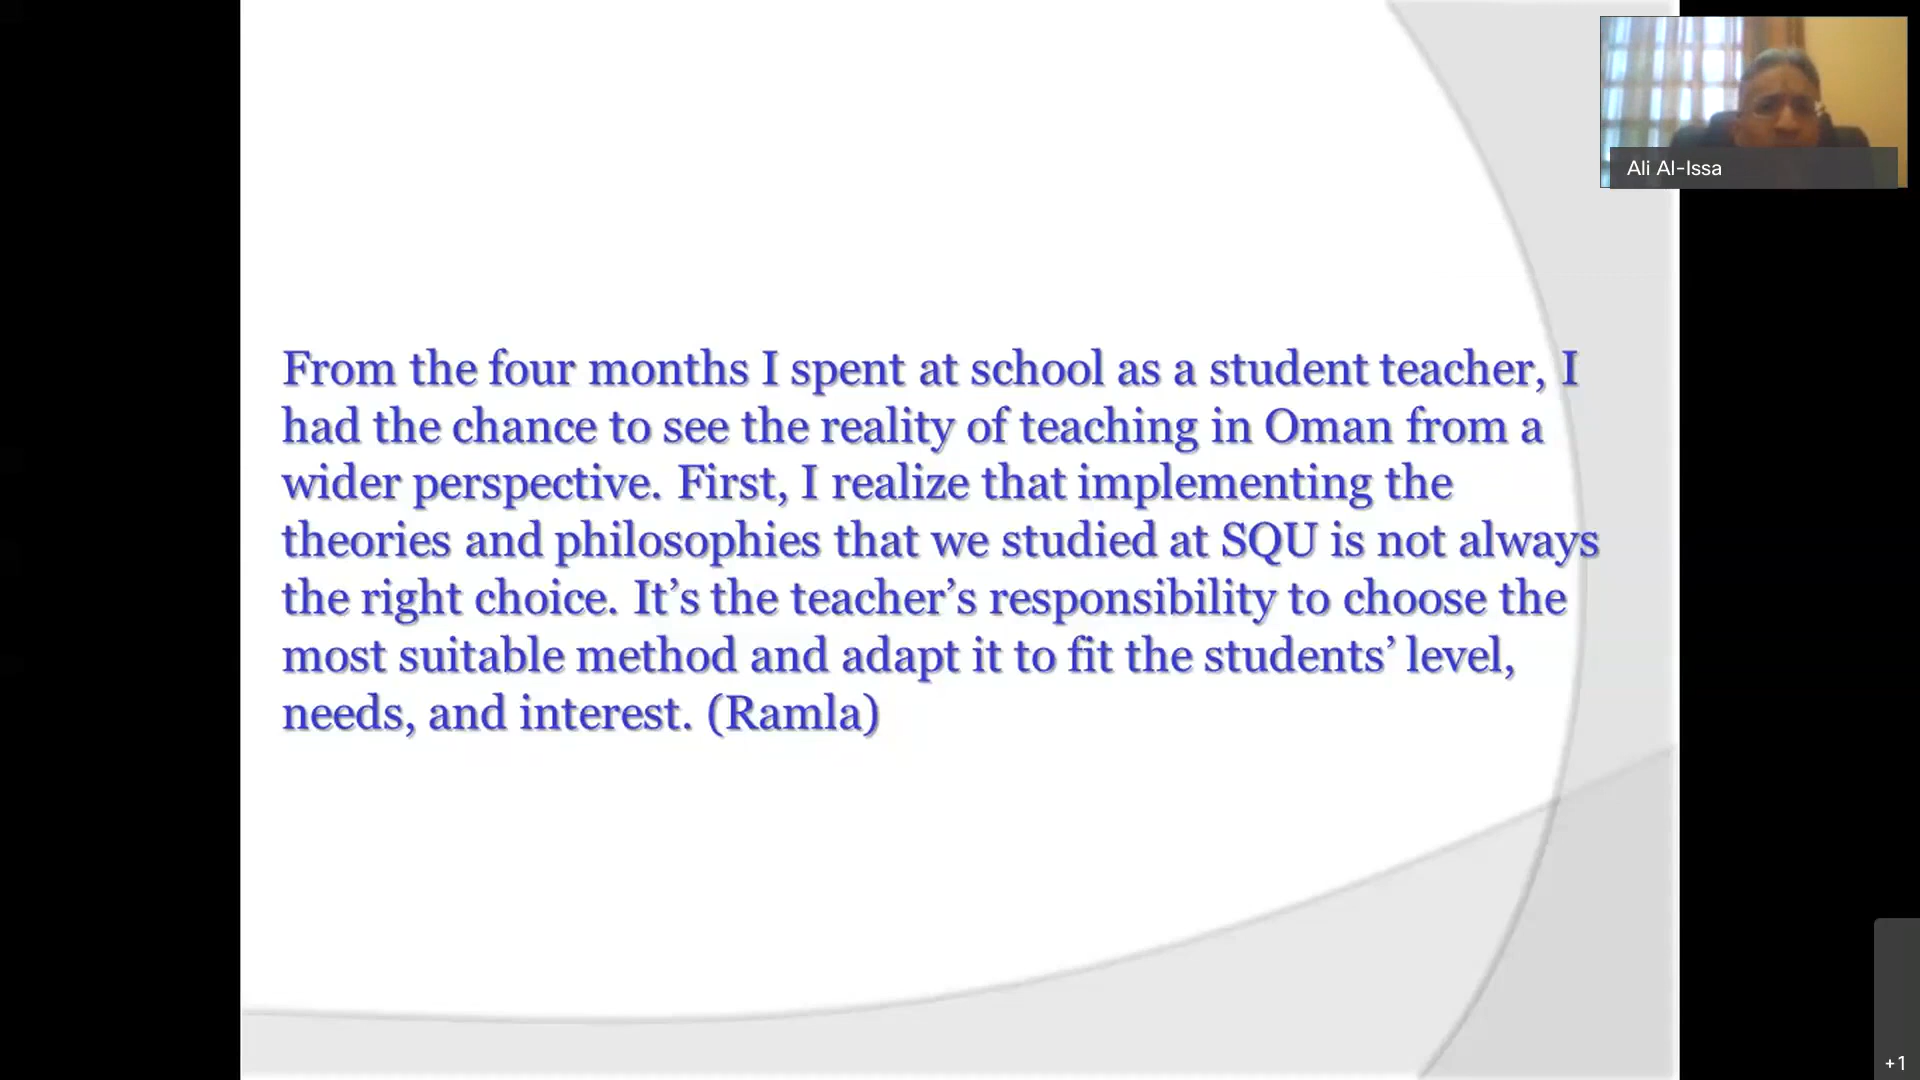 Ali Al-Issa
From the four months I spent at school as a student teacher, I
had the chance to see the reality of teaching in Oman from a
wider perspective. First, I realize that implementing the
theories and philosophies that we studied at SQU is not always
the right choice. It’s the teacher’s responsibility to choose the
most suitable method and adapt it to fit the students’ level,
needs, and interest. (Ramla)
+1